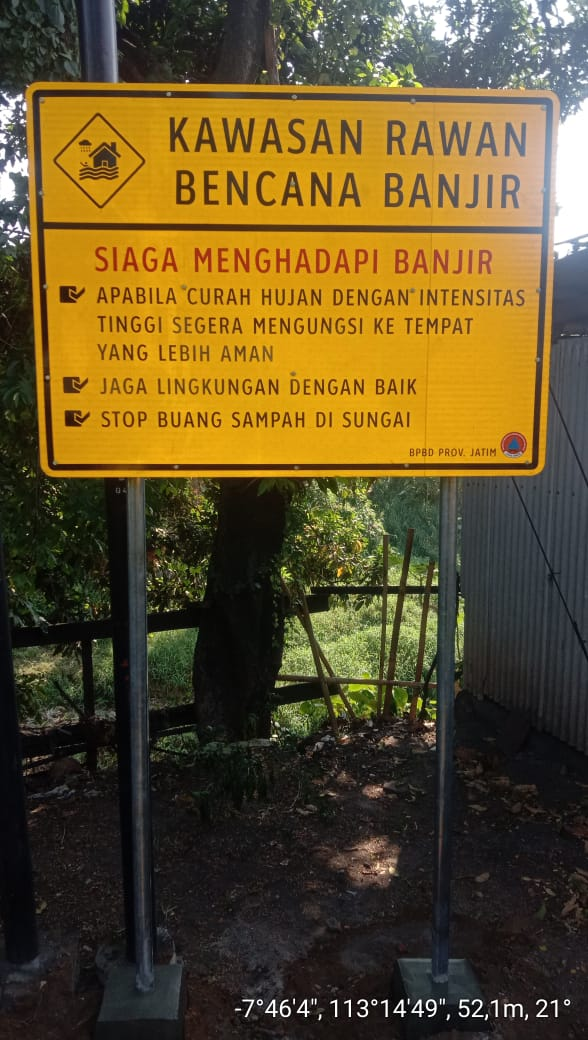 KAWASAN RAWAN
BENCANA BANJIR
SIAGA MENGHADAPI BANJIR
APABILA CURAH HUJAN DENGAN INTENSITAS
TINGGI SEGERA MENGUNGSI KE TEMPAT
YANG LEBIH AMAN
JAGA LINGKUNGAN DENGAN BAIK
STOP BUANG SAMPAH DI SUNGAI
BPBD PROV. JATIM
-7°46'4", 113°14'49", 52,1m, 21°